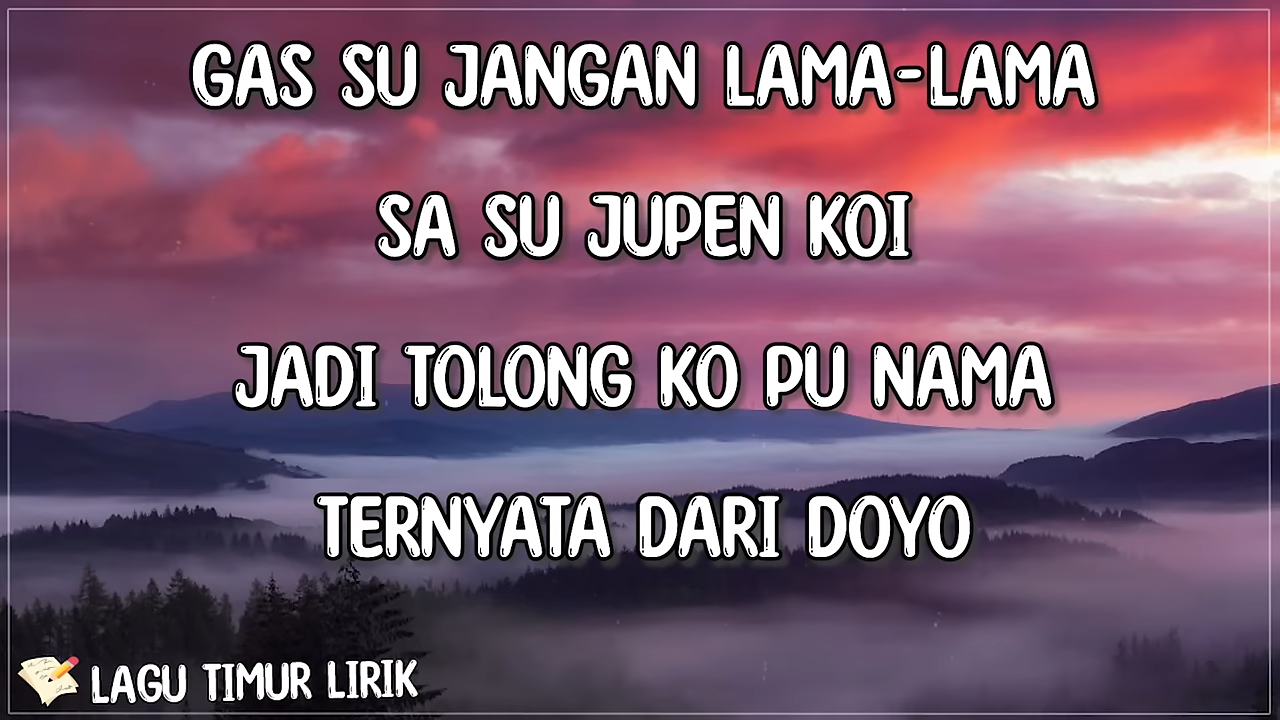 GAS SU JANGAN LAMA-LAMA
SA SU JUPEN KOI
JADI TOLONG KO PU NAMA
TERNYATA DARI DOYO
LAGU TIMUR LIRIK